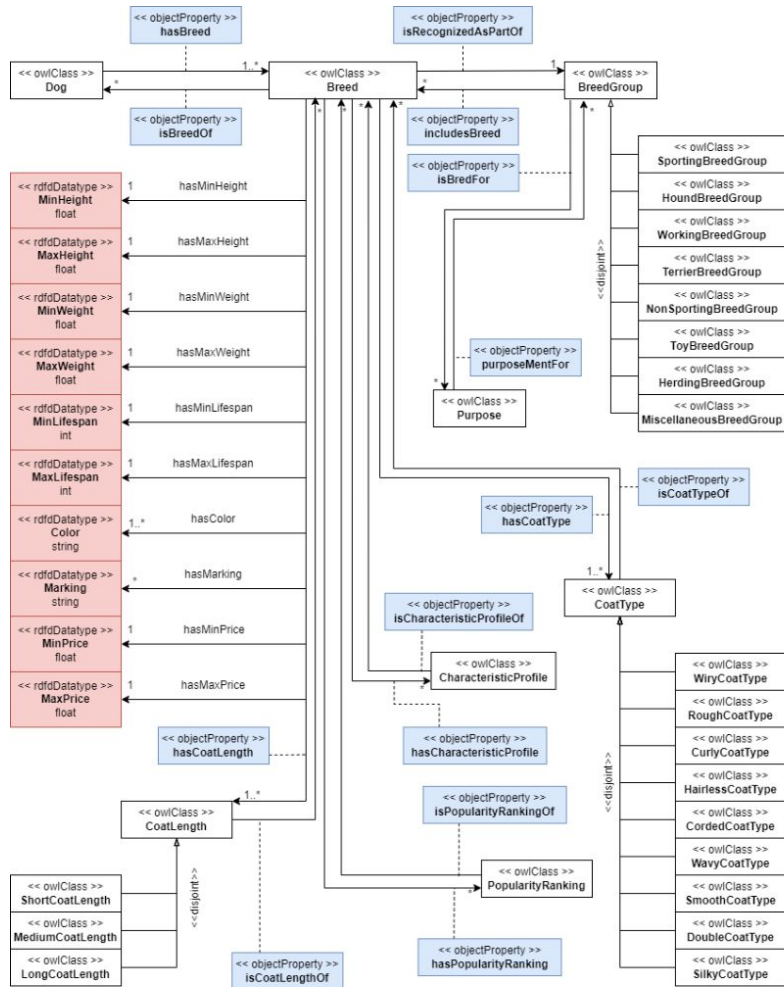 << objectProperty >>
hasBreed
<< objectProperty >>
isRecognizedAsPartOf
<< owlClass >>
Dog
1..*
*
<< owlClass >>
Breed
1
*
<< owlClass >>
BreedGroup
<< objectProperty >>
isBreedOf
<< objectProperty >>
includesBreed
<< objectProperty >>
isBredFor
* * * * * *
<< rdfdDatatype >>
MinHeight
float
1
hasMinHeight
<< rdfdDatatype >>
MaxHeight
float
1
hasMaxHeight
<< rdfdDatatype >>
MinWeight
float
1
hasMinWeight
<< rdfdDatatype >>
MaxWeight
float
1
hasMaxWeight
<< rdfdDatatype >>
MinLifespan
int
1
hasMinLifespan
<< rdfdDatatype >>
MaxLifespan
int
1
hasMaxLifespan
<< rdfdDatatype >>
Color
string
1..*
hasColor
<< rdfdDatatype >>
Marking
string
*
hasMarking
<< rdfdDatatype >>
MinPrice
float
1
hasMinPrice
<< rdfdDatatype >>
MaxPrice
float
1
hasMaxPrice
<<disjoint>>
<< owlClass >>
SportingBreedGroup
<< owlClass >>
HoundBreedGroup
<< owlClass >>
WorkingBreedGroup
<< owlClass >>
TerrierBreedGroup
<< owlClass >>
NonSportingBreedGroup
<< owlClass >>
ToyBreedGroup
<< owlClass >>
HerdingBreedGroup
<< owlClass >>
MiscellaneousBreedGroup
<< objectProperty >>
purposeMentFor
*
<< owlClass >>
Purpose
<< objectProperty >>
isCoatTypeOf
<< objectProperty >>
hasCoatType
1..*
<< owlClass >>
CoatType
<< objectProperty >>
isCharacteristicProfileOf
<< owlClass >>
CharacteristicProfile
*
<< objectProperty >>
hasCharacteristicProfile
<<disjoint>>
<< owlClass >>
WiryCoatType
<< owlClass >>
RoughCoatType
<< owlClass >>
CurlyCoatType
<< owlClass >>
HairlessCoatType
<< owlClass >>
CordedCoatType
<< owlClass >>
WavyCoatType
<< owlClass >>
SmoothCoatType
<< owlClass >>
DoubleCoatType
<< owlClass >>
SilkyCoatType
<< objectProperty >>
hasCoatLength
1..*
<< owlClass >>
CoatLength
<<disjoint>>
<< owlClass >>
ShortCoatLength
<< owlClass >>
MediumCoatLength
<< owlClass >>
LongCoatLength
<< objectProperty >>
isCoatLengthOf
<< objectProperty >>
isPopularityRankingOf
<< owlClass >>
PopularityRanking
*
<< objectProperty >>
hasPopularityRanking